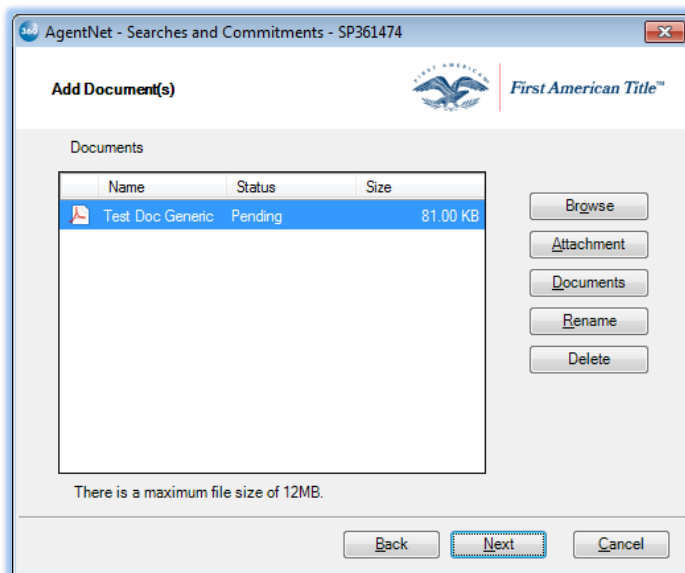 360 AgentNet - Searches and Commitments - SP361474
Add Document(s)
FIRST AMERICAN
First American Title™
Documents
Name Status Size
Test Doc Generic Pending 81.00 KB
Browse
Attachment
Documents
Rename
Delete
There is a maximum file size of 12MB.
Back Next Cancel